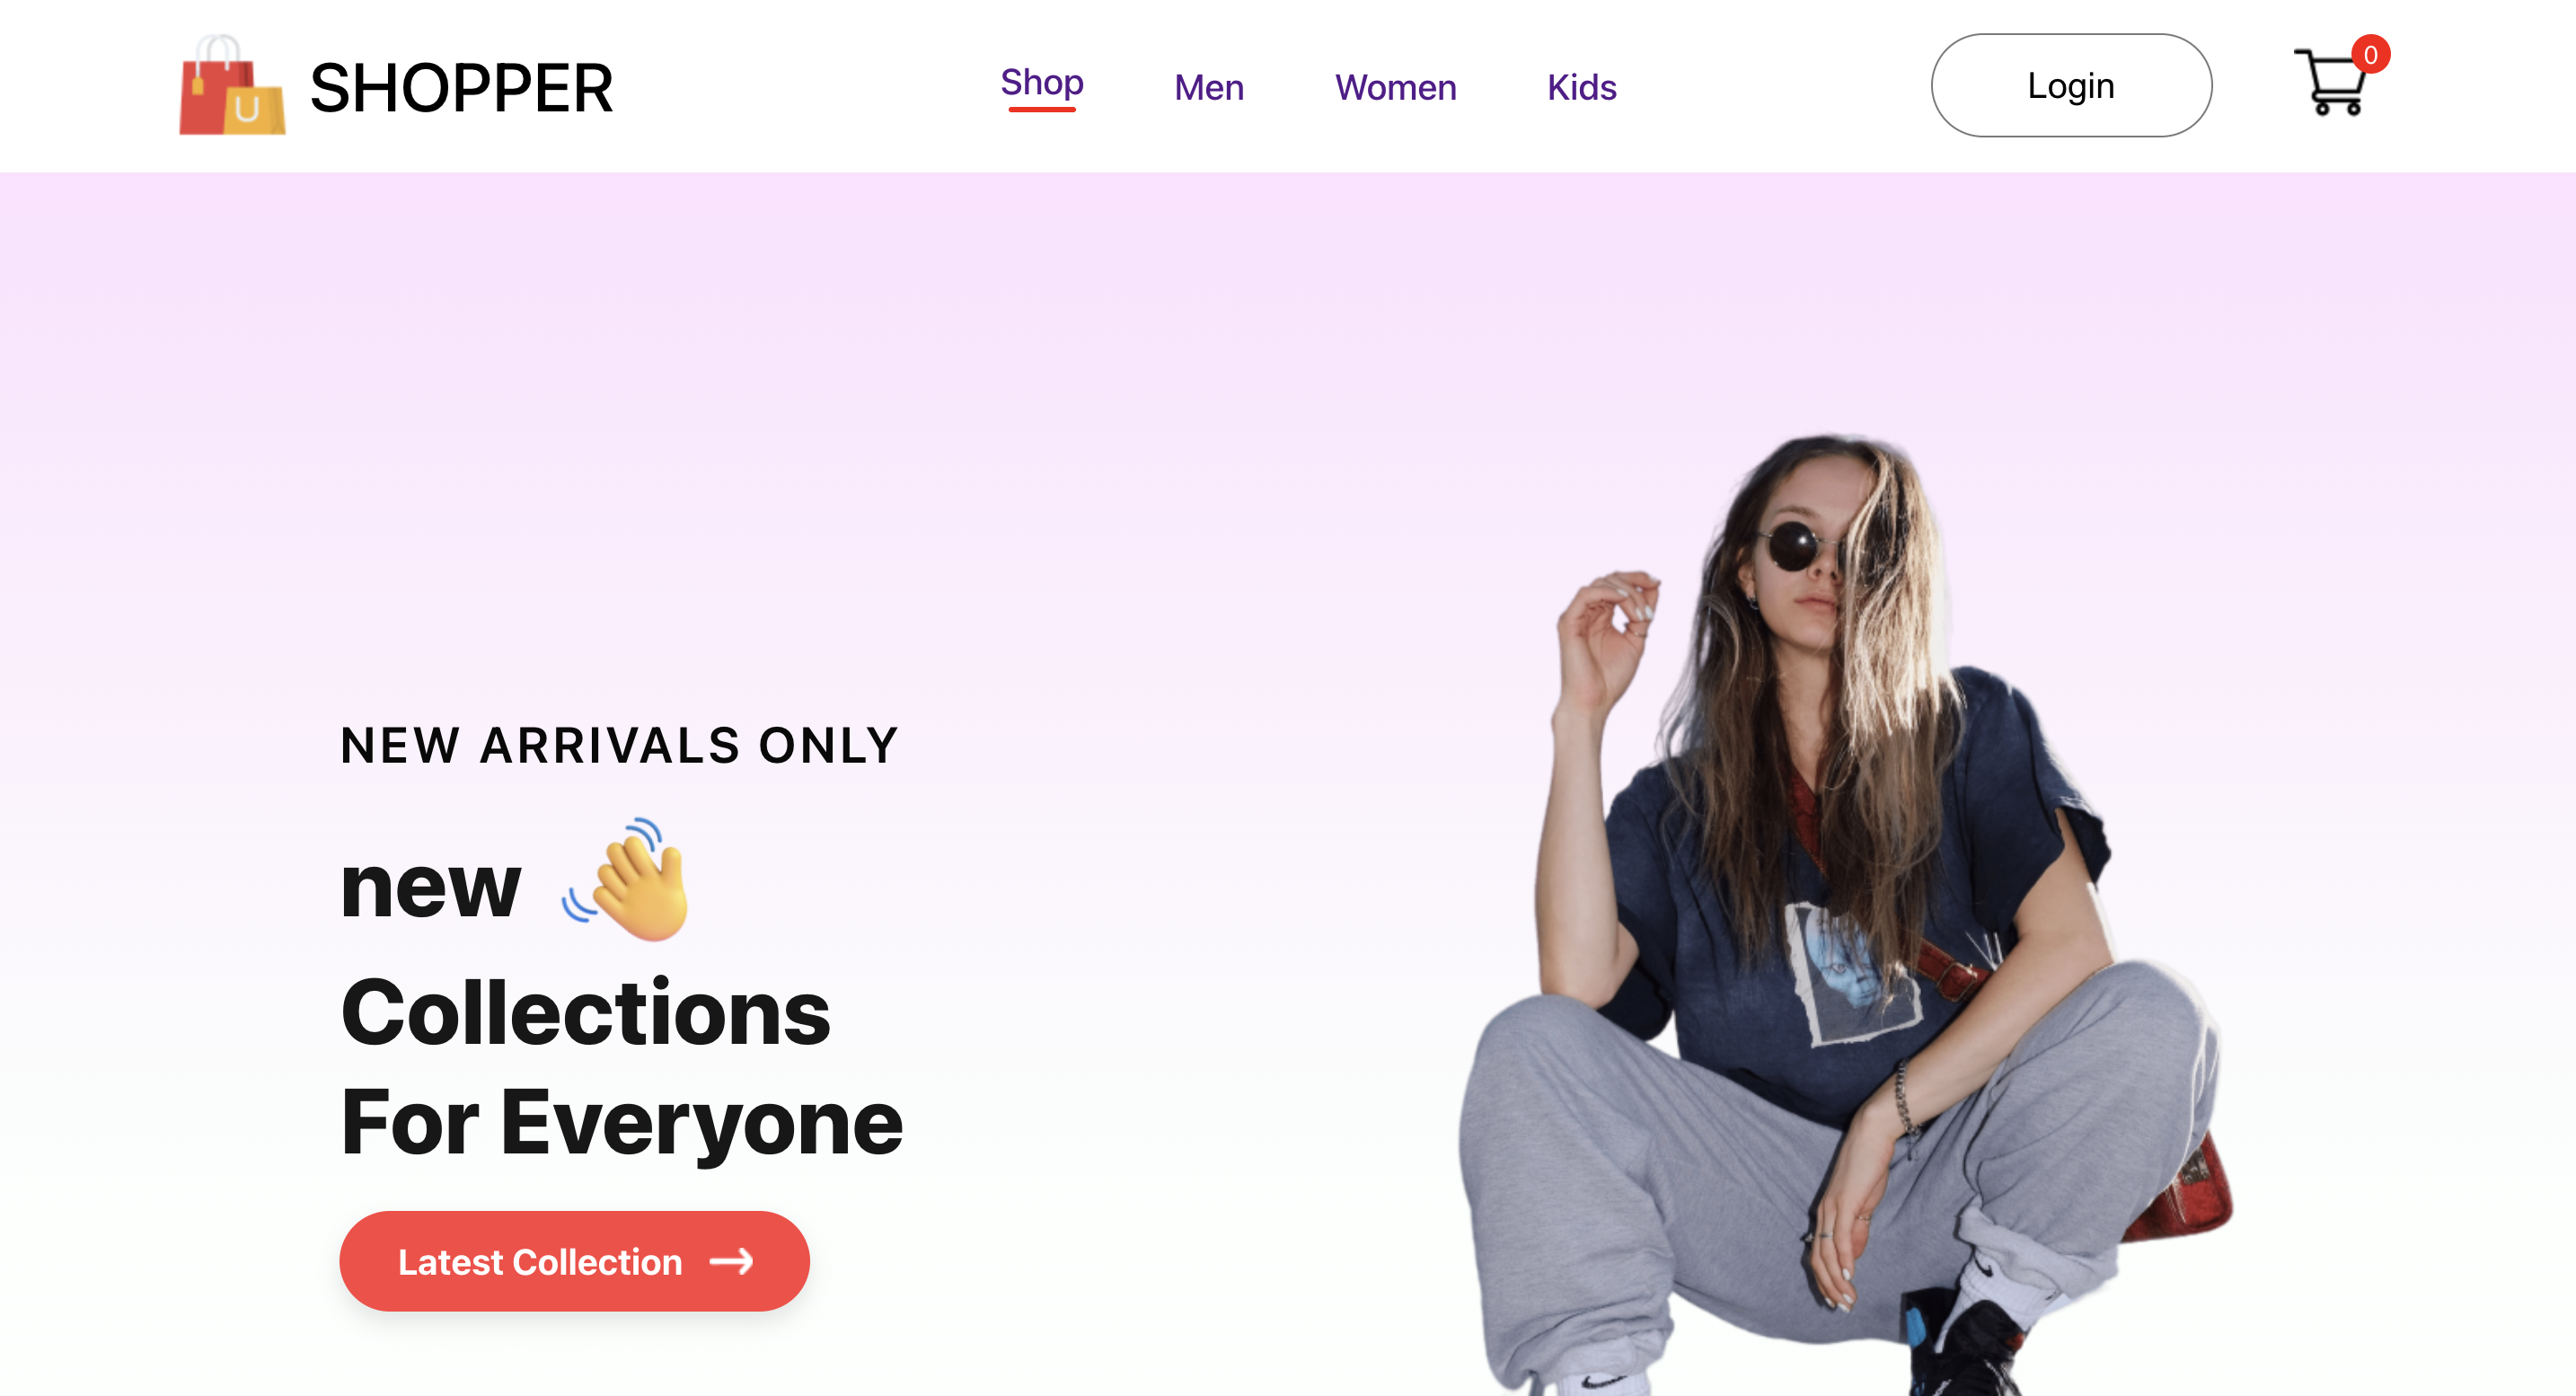 SHOPPER
Shop Men Women Kids
Login
0
NEW ARRIVALS ONLY
new
Collections
For Everyone
Latest Collection →